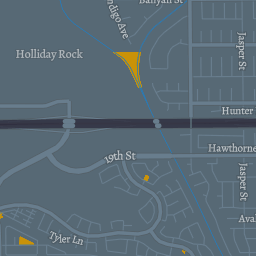 Banyan St
Indigo Ave
Jasper St
Holliday Rock
Hunter
Hawthorne
19th St
Jasper St
Ava
Tyler Ln